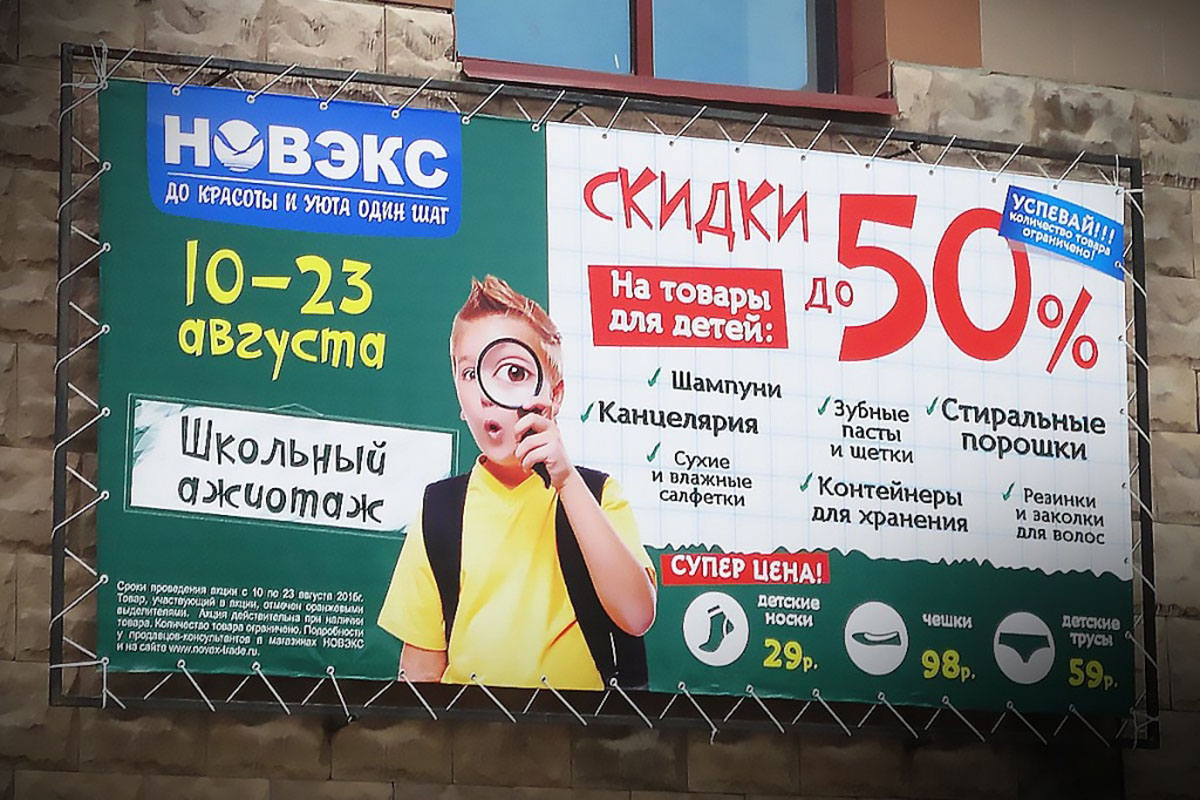 НОВЭКС
ДО КРАСОТЫ И УЮТА ОДИН ШАГ
10–23
августа
Школьный
ажиотаж
Сроки проведения акции с 10 по 23 августа 2016г.
Товар, участвующий в акции, отмечен оранжевыми
выделителями. Акция действительна при наличии
товара. Количество товара ограничено. Подробности
у продавцов-консультантов в магазинах НОВЭКС
и на сайте www.novex-trade.ru.
СКИДКИ
до 50%
УСПЕВАЙ!!!
количество товара
ограничено!
На товары
для детей:
✓ Шампуни
✓ Канцелярия
✓ Сухие
и влажные
салфетки
✓ Зубные
пасты
и щетки
✓ Стиральные
порошки
✓ Контейнеры
для хранения
✓ Резинки
и заколки
для волос
СУПЕР ЦЕНА!
детские
носки
29р.
чешки
98р.
детские
трусы
59р.